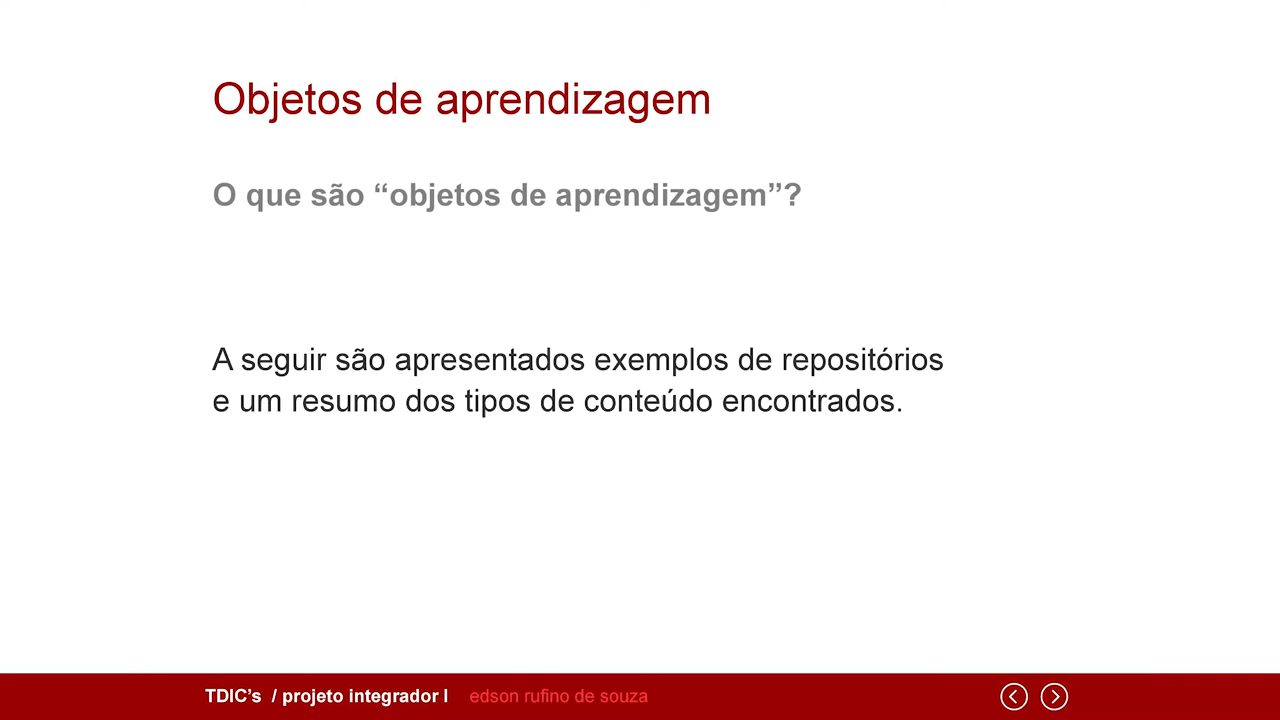 Objetos de aprendizagem
O que são “objetos de aprendizagem”?
A seguir são apresentados exemplos de repositórios
e um resumo dos tipos de conteúdo encontrados.
TDIC’s / projeto integrador I edson rufino de souza